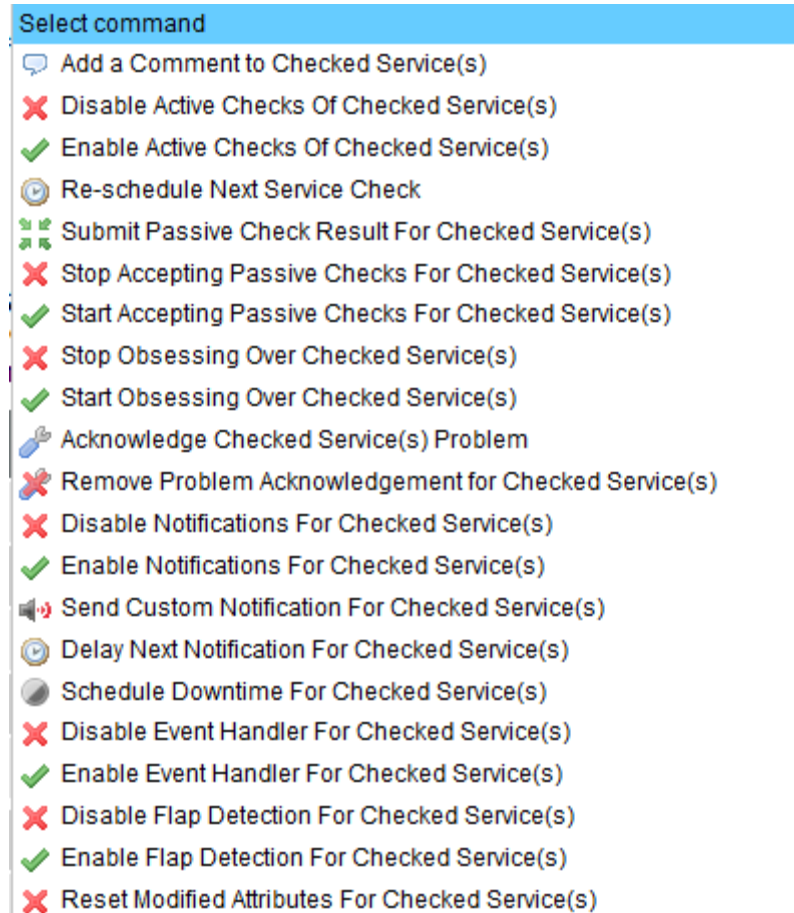 Select command
Add a Comment to Checked Service(s)
Disable Active Checks Of Checked Service(s)
Enable Active Checks Of Checked Service(s)
Re-schedule Next Service Check
Submit Passive Check Result For Checked Service(s)
Stop Accepting Passive Checks For Checked Service(s)
Start Accepting Passive Checks For Checked Service(s)
Stop Obsessing Over Checked Service(s)
Start Obsessing Over Checked Service(s)
Acknowledge Checked Service(s) Problem
Remove Problem Acknowledgement for Checked Service(s)
Disable Notifications For Checked Service(s)
Enable Notifications For Checked Service(s)
Send Custom Notification For Checked Service(s)
Delay Next Notification For Checked Service(s)
Schedule Downtime For Checked Service(s)
Disable Event Handler For Checked Service(s)
Enable Event Handler For Checked Service(s)
Disable Flap Detection For Checked Service(s)
Enable Flap Detection For Checked Service(s)
Reset Modified Attributes For Checked Service(s)